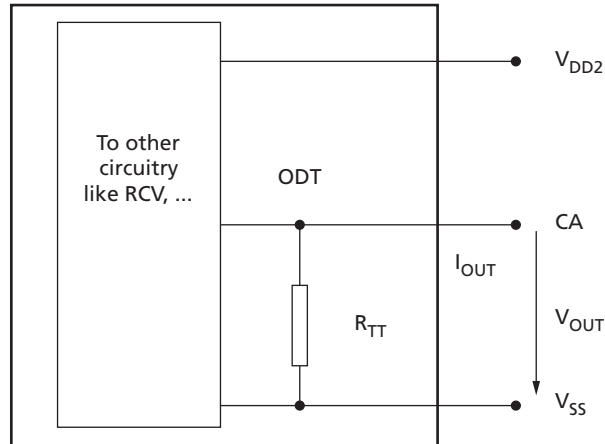 V_DD2
To other
circuitry
like RCV, ...
ODT
CA
I_OUT
R_TT
V_OUT
V_SS